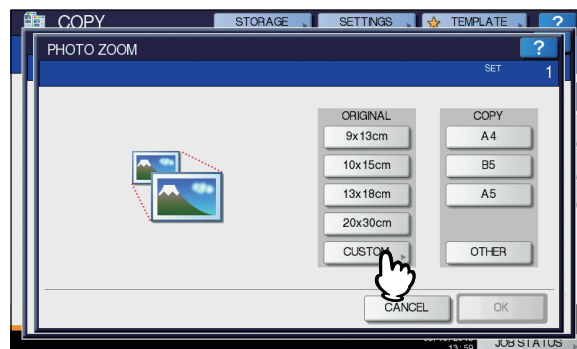 COPY STORAGE SETTINGS TEMPLATE ?
PHOTO ZOOM ?
SET 1
ORIGINAL COPY
9x13cm A4
10x15cm B5
13x18cm A5
20x30cm
CUSTOM OTHER
CANCEL OK
13:59 JOB STATUS